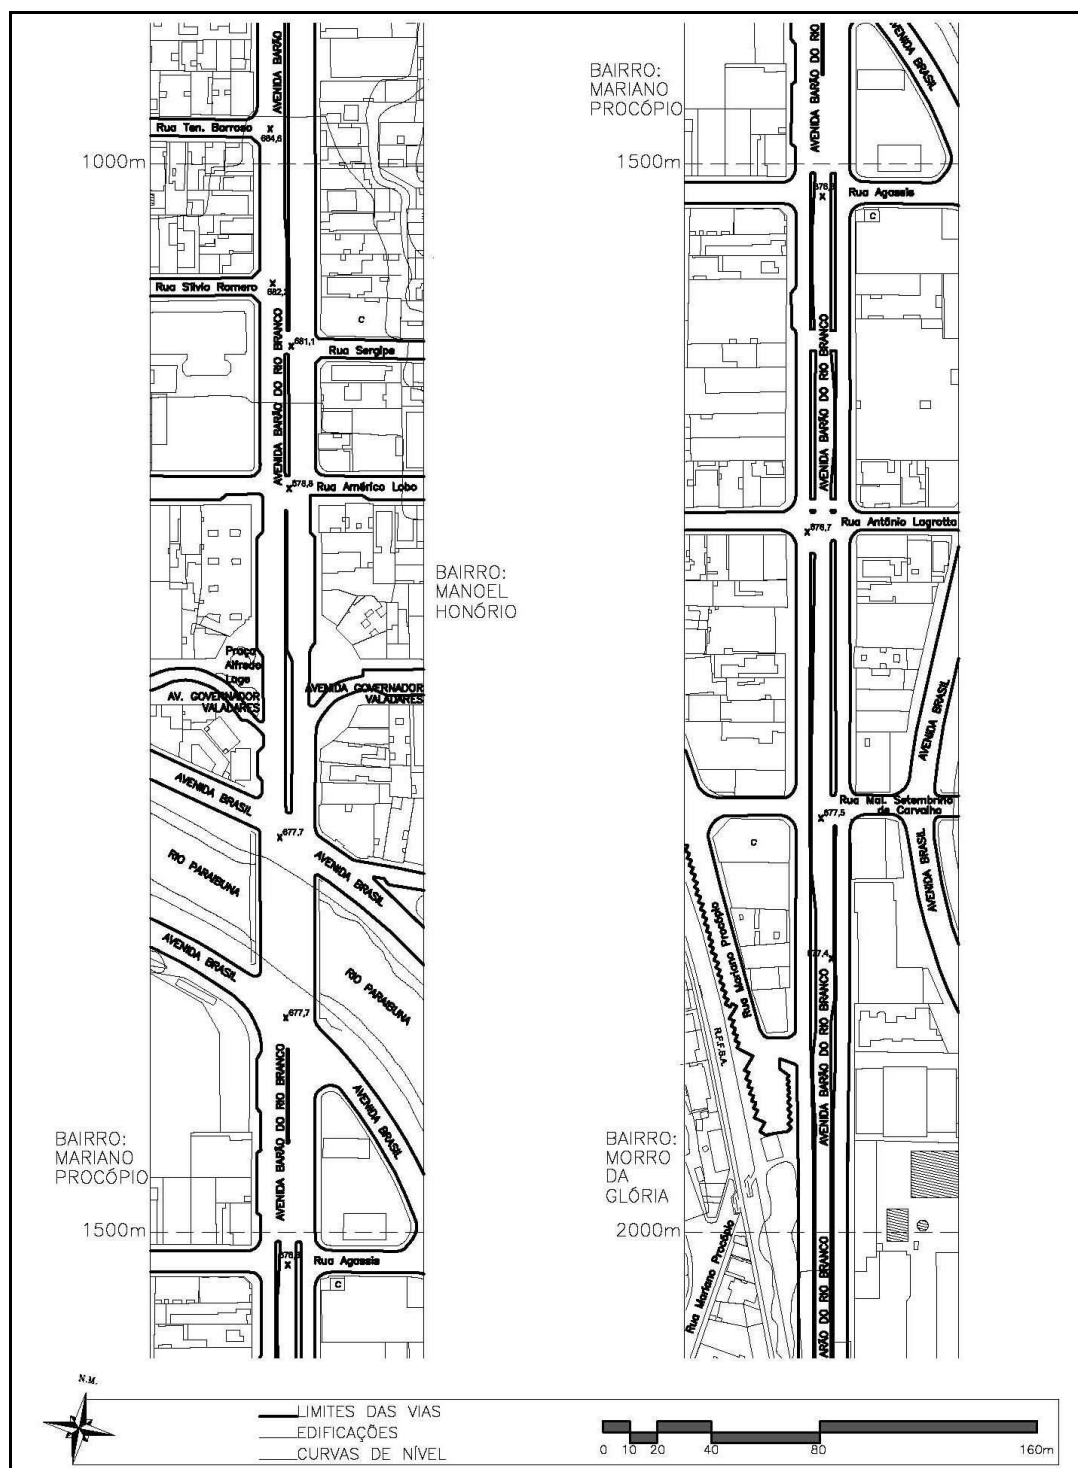 AVENIDA BARÃO
Rua Ten. Barroso
684,6
1000m
Rua Sílvio Romero
682,2
C
681,1
Rua Sergipe
AVENIDA BARÃO DO RIO BRANCO
678,8
Rua Américo Lobo
BAIRRO:
MANOEL
HONÓRIO
Praça
Alfredo
Lage
AV. GOVERNADOR
VALADARES
AVENIDA GOVERNADOR
VALADARES
AVENIDA BRASIL
677,7
RIO PARAIBUNA
AVENIDA BRASIL
AVENIDA BRASIL
RIO PARAIBUNA
677,7
AVENIDA BARÃO DO RIO BRANCO
AVENIDA BRASIL
BAIRRO:
MARIANO
PROCÓPIO
1500m
Rua Agassis
C
BAIRRO:
MARIANO
PROCÓPIO
AVENIDA BARÃO DO RIO
AVENIDA BRASIL
1500m
Rua Agassis
C
AVENIDA BARÃO DO RIO BRANCO
676,7
Rua Antônio Lagrotta
AVENIDA BRASIL
Rua Mal. Setembrino
de Carvalho
677,5
C
AVENIDA BRASIL
Rua Mariano Procópio
677,4
R.F.F.S.A.
AVENIDA BARÃO DO RIO BRANCO
BAIRRO:
MORRO
DA
GLÓRIA
2000m
Rua Mariano Procópio
ARÃO DO RIO BRANCO
N.M.
LIMITES DAS VIAS
EDIFICAÇÕES
CURVAS DE NÍVEL
0 10 20 40 80 160m